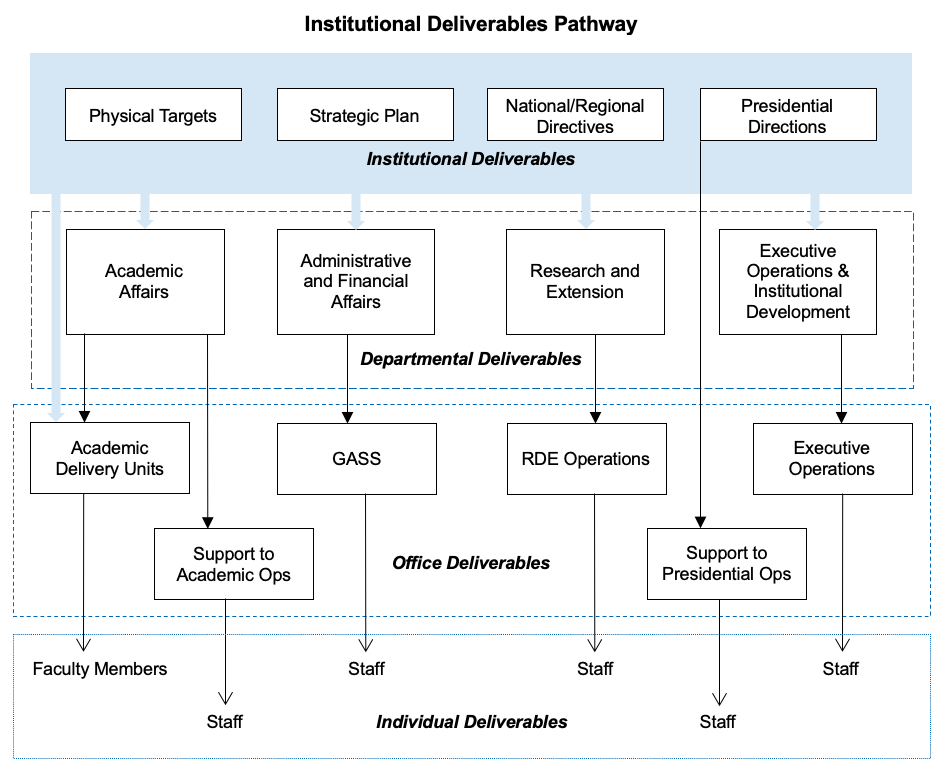 Institutional Deliverables Pathway
Physical Targets
Strategic Plan
National/Regional
Directives
Presidential
Directions
Institutional Deliverables
Academic
Affairs
Administrative
and Financial
Affairs
Research and
Extension
Executive
Operations &
Institutional
Development
Departmental Deliverables
Academic
Delivery Units
GASS
RDE Operations
Executive
Operations
Support to
Academic Ops
Office Deliverables
Support to
Presidential Ops
Faculty Members
Staff
Staff
Staff
Staff
Individual Deliverables
Staff